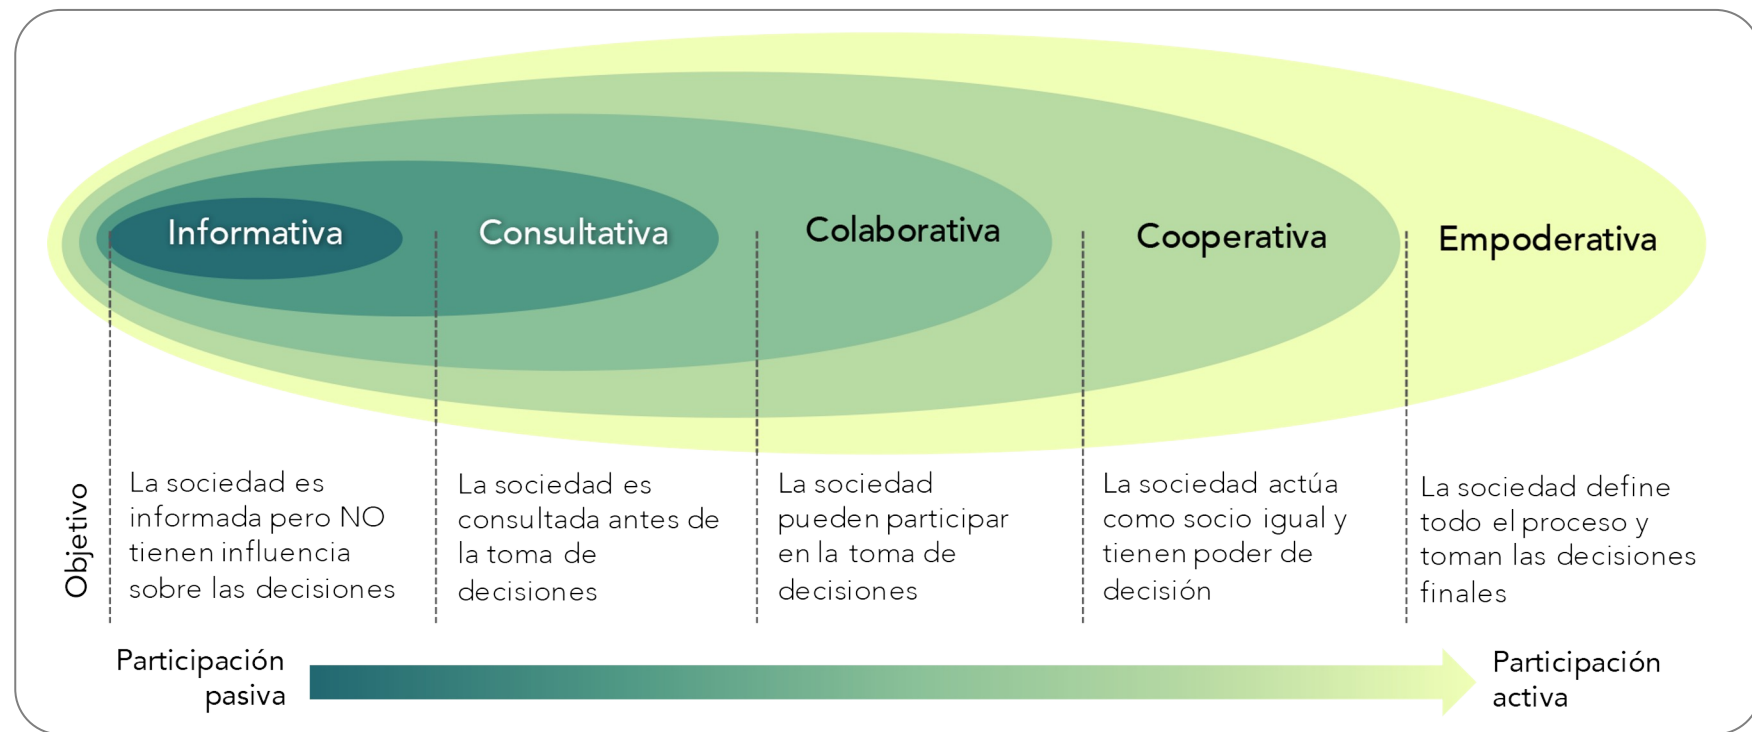 Informativa
Consultativa
Colaborativa
Cooperativa
Empoderativa
Objetivo
La sociedad es
informada pero NO
tienen influencia
sobre las decisiones
La sociedad es
consultada antes de
la toma de
decisiones
La sociedad
pueden participar
en la toma de
decisiones
La sociedad actúa
como socio igual y
tienen poder de
decisión
La sociedad define
todo el proceso y
toman las decisiones
finales
Participación
pasiva
Participación
activa